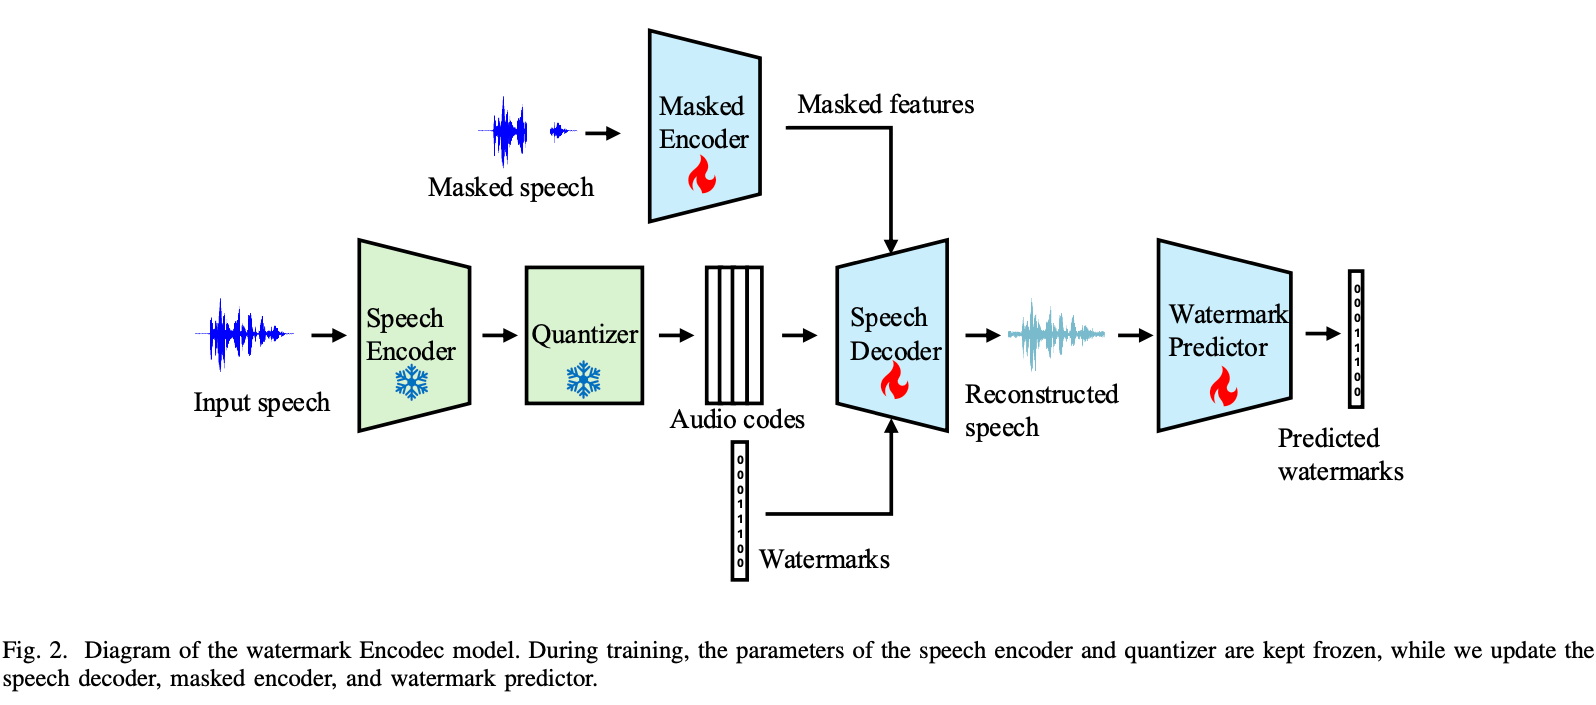 Masked
Encoder
Masked features
Masked speech
Speech
Encoder
Quantizer
Speech
Decoder
Watermark
Predictor
0
0
0
1
1
1
0
0
Input speech
Audio codes
Reconstructed
speech
Predicted
watermarks
0
0
0
1
1
1
0
0
Watermarks
Fig. 2. Diagram of the watermark Encodec model. During training, the parameters of the speech encoder and quantizer are kept frozen, while we update the
speech decoder, masked encoder, and watermark predictor.